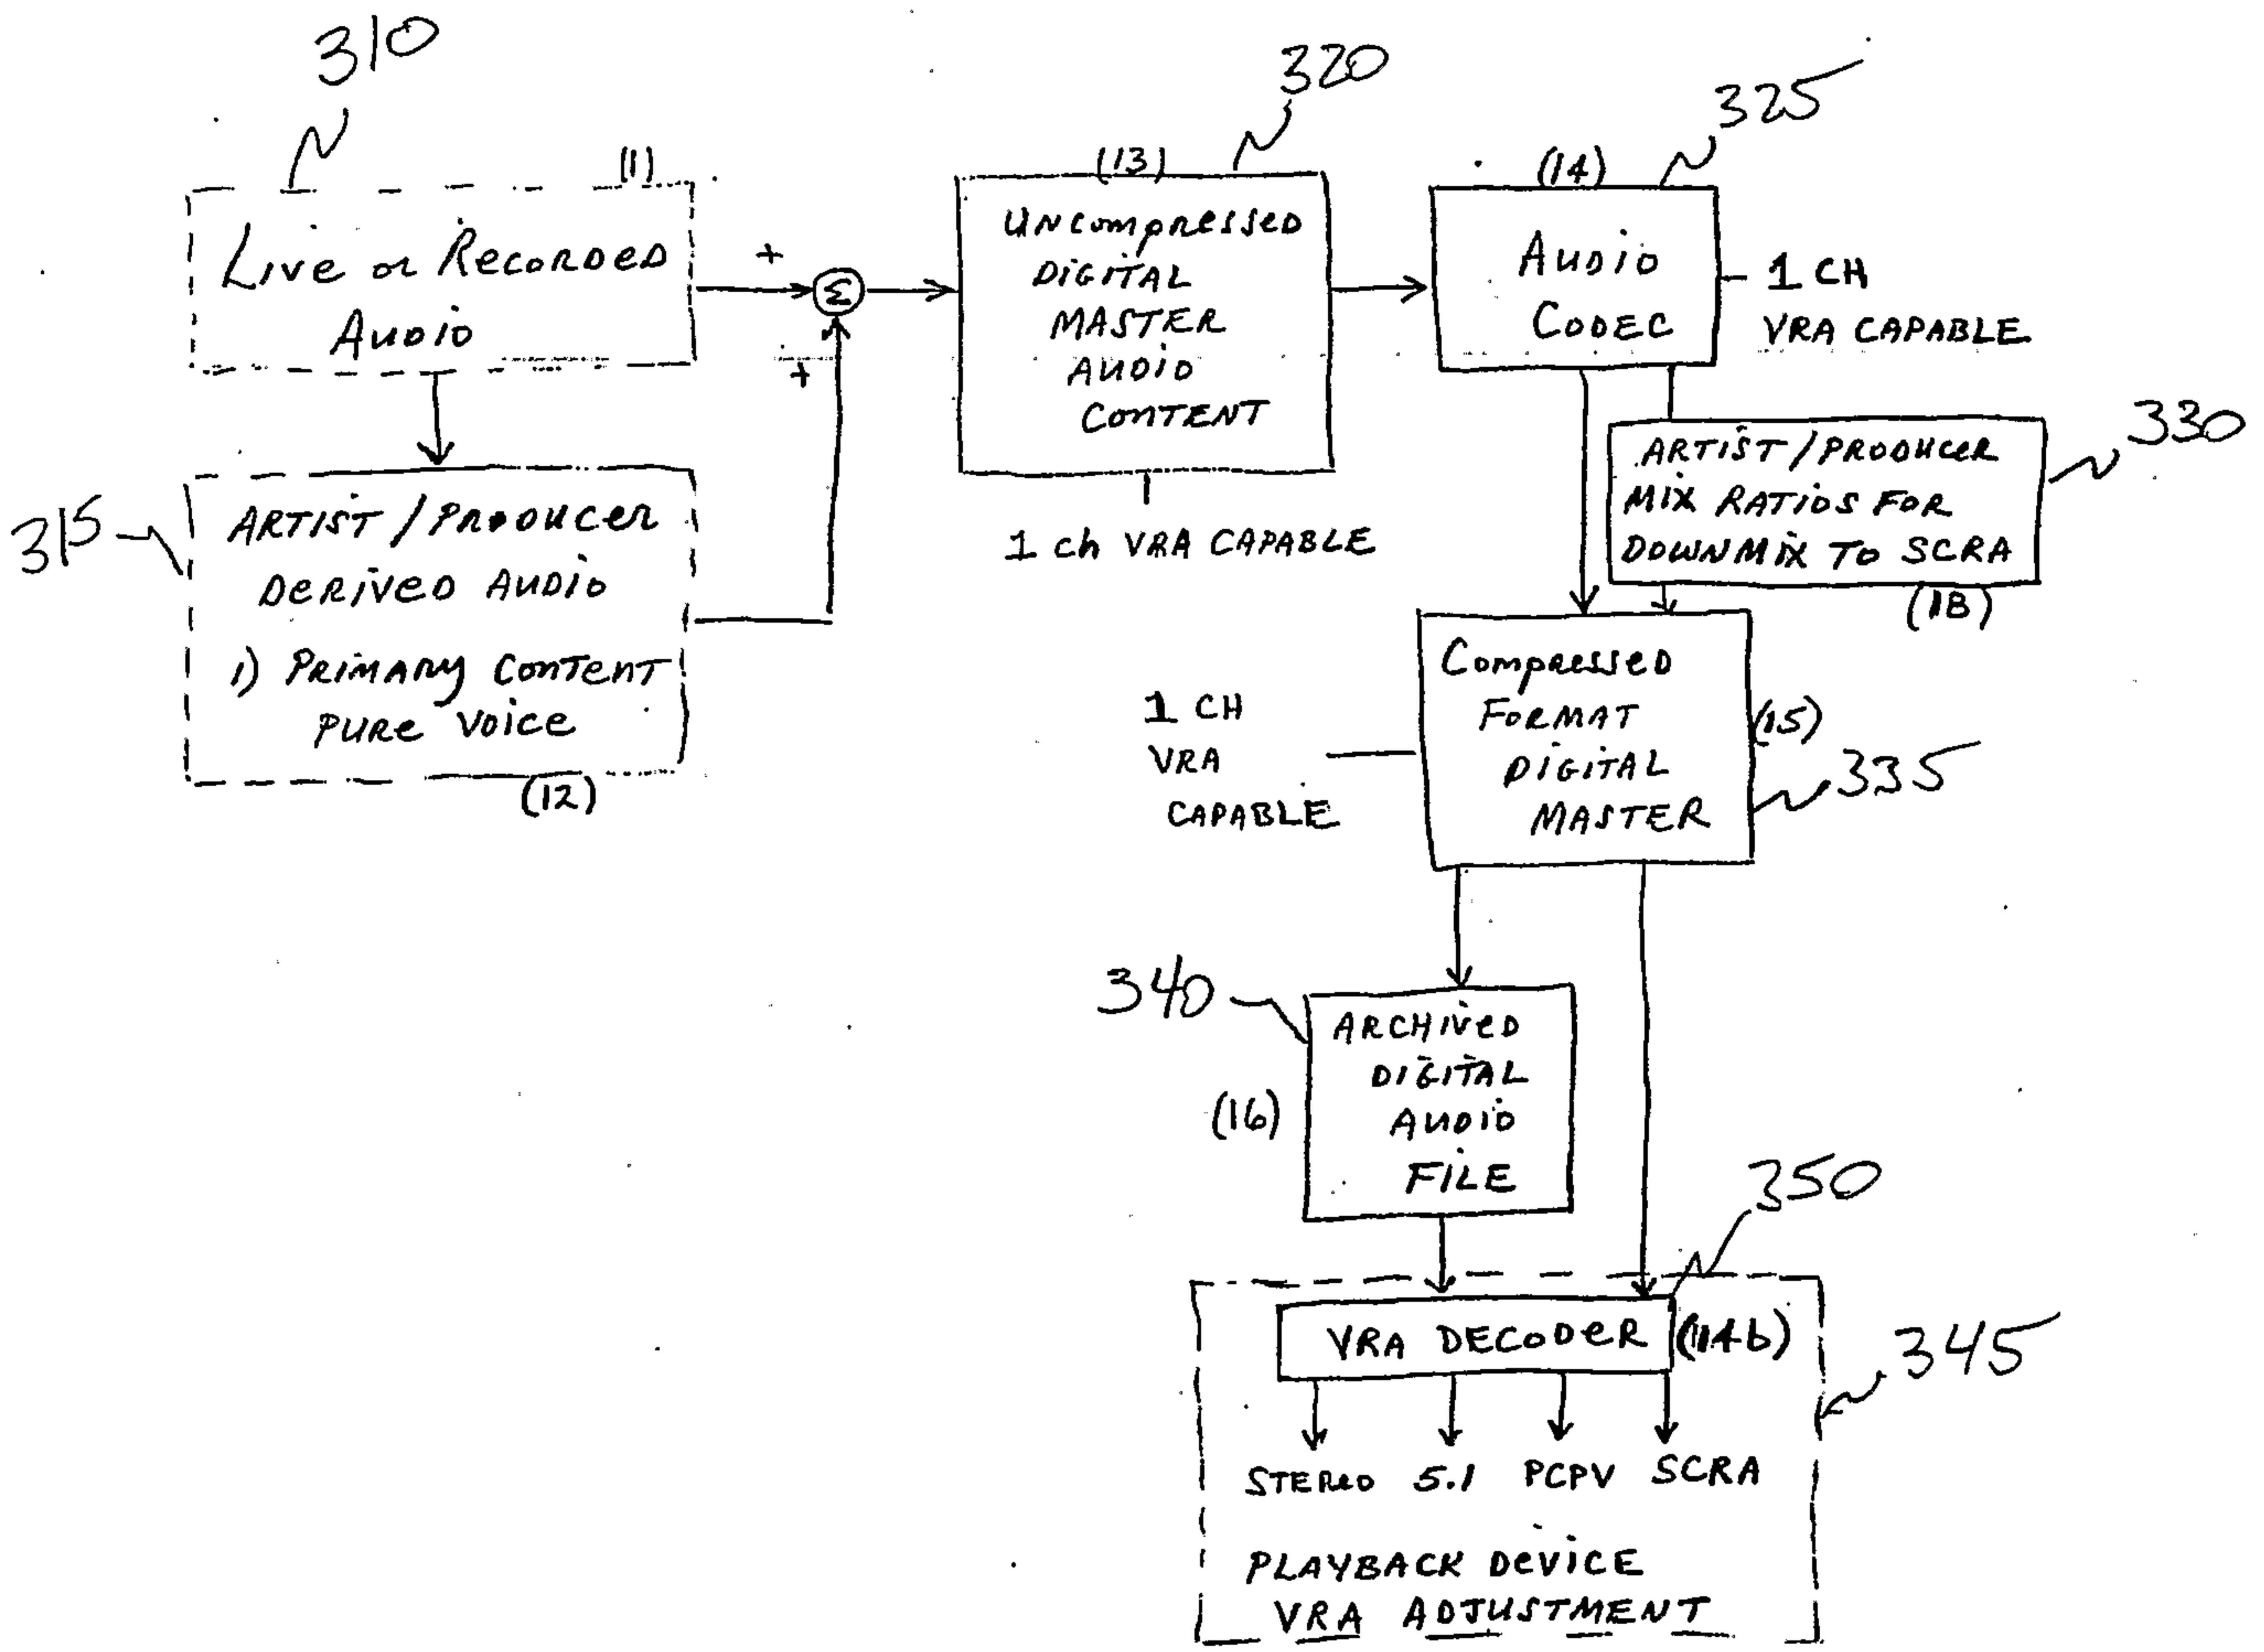 310
(1)
Live or Recorded
Audio
315
ARTIST / PRODUCER
DERIVED AUDIO
1) PRIMARY CONTENT
PURE VOICE
(12)
+
+
Σ
320
(13)
UNCOMPRESSED
DIGITAL
MASTER
AUDIO
CONTENT
1 ch VRA CAPABLE
325
(14)
AUDIO
CODEC
1 CH
VRA CAPABLE
330
ARTIST / PRODUCER
MIX RATIOS FOR
DOWNMIX TO SCRA
(18)
Compressed
FORMAT
DIGITAL
MASTER
(15)
335
1 CH
VRA
CAPABLE
340
ARCHIVED
DIGITAL
AUDIO
FILE
(16)
350
VRA DECODER
(14b)
345
STEREO 5.1 PCPV SCRA
PLAYBACK DEVICE
VRA ADJUSTMENT